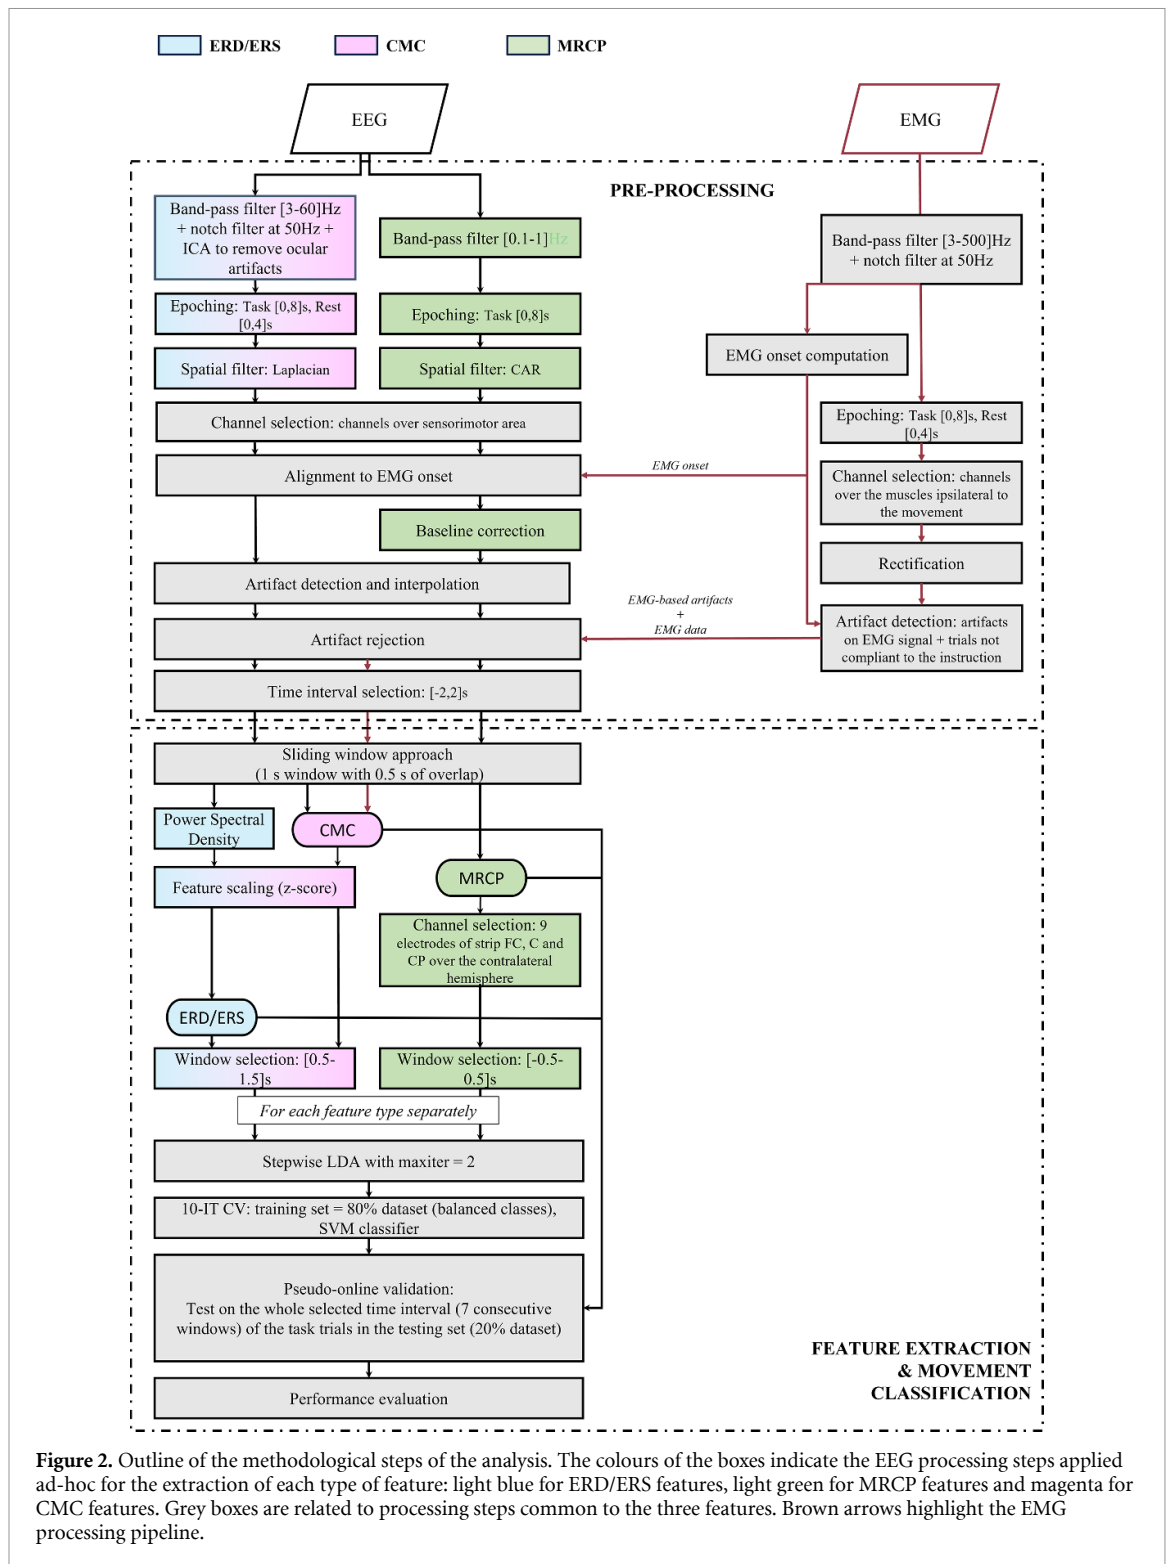 ERD/ERS
CMC
MRCP
EEG
EMG
PRE-PROCESSING
Band-pass filter [3-60]Hz
+ notch filter at 50Hz +
ICA to remove ocular
artifacts
Band-pass filter [0.1-1]Hz
Band-pass filter [3-500]Hz
+ notch filter at 50Hz
Epoching: Task [0,8]s, Rest
[0,4]s
Epoching: Task [0,8]s
EMG onset computation
Spatial filter: Laplacian
Spatial filter: CAR
Epoching: Task [0,8]s, Rest
[0,4]s
Channel selection: channels over sensorimotor area
Alignment to EMG onset
EMG onset
Channel selection: channels
over the muscles ipsilateral to
the movement
Baseline correction
Rectification
Artifact detection and interpolation
EMG-based artifacts
+
EMG data
Artifact detection: artifacts
on EMG signal + trials not
compliant to the instruction
Artifact rejection
Time interval selection: [-2,2]s
Sliding window approach
(1 s window with 0.5 s of overlap)
Power Spectral
Density
CMC
MRCP
Feature scaling (z-score)
Channel selection: 9
electrodes of strip FC, C and
CP over the contralateral
hemisphere
ERD/ERS
Window selection: [0.5-
1.5]s
Window selection: [-0.5-
0.5]s
For each feature type separately
Stepwise LDA with maxiter = 2
10-IT CV: training set = 80% dataset (balanced classes),
SVM classifier
Pseudo-online validation:
Test on the whole selected time interval (7 consecutive
windows) of the task trials in the testing set (20% dataset)
FEATURE EXTRACTION
& MOVEMENT
CLASSIFICATION
Performance evaluation
Figure 2. Outline of the methodological steps of the analysis. The colours of the boxes indicate the EEG processing steps applied
ad-hoc for the extraction of each type of feature: light blue for ERD/ERS features, light green for MRCP features and magenta for
CMC features. Grey boxes are related to processing steps common to the three features. Brown arrows highlight the EMG
processing pipeline.